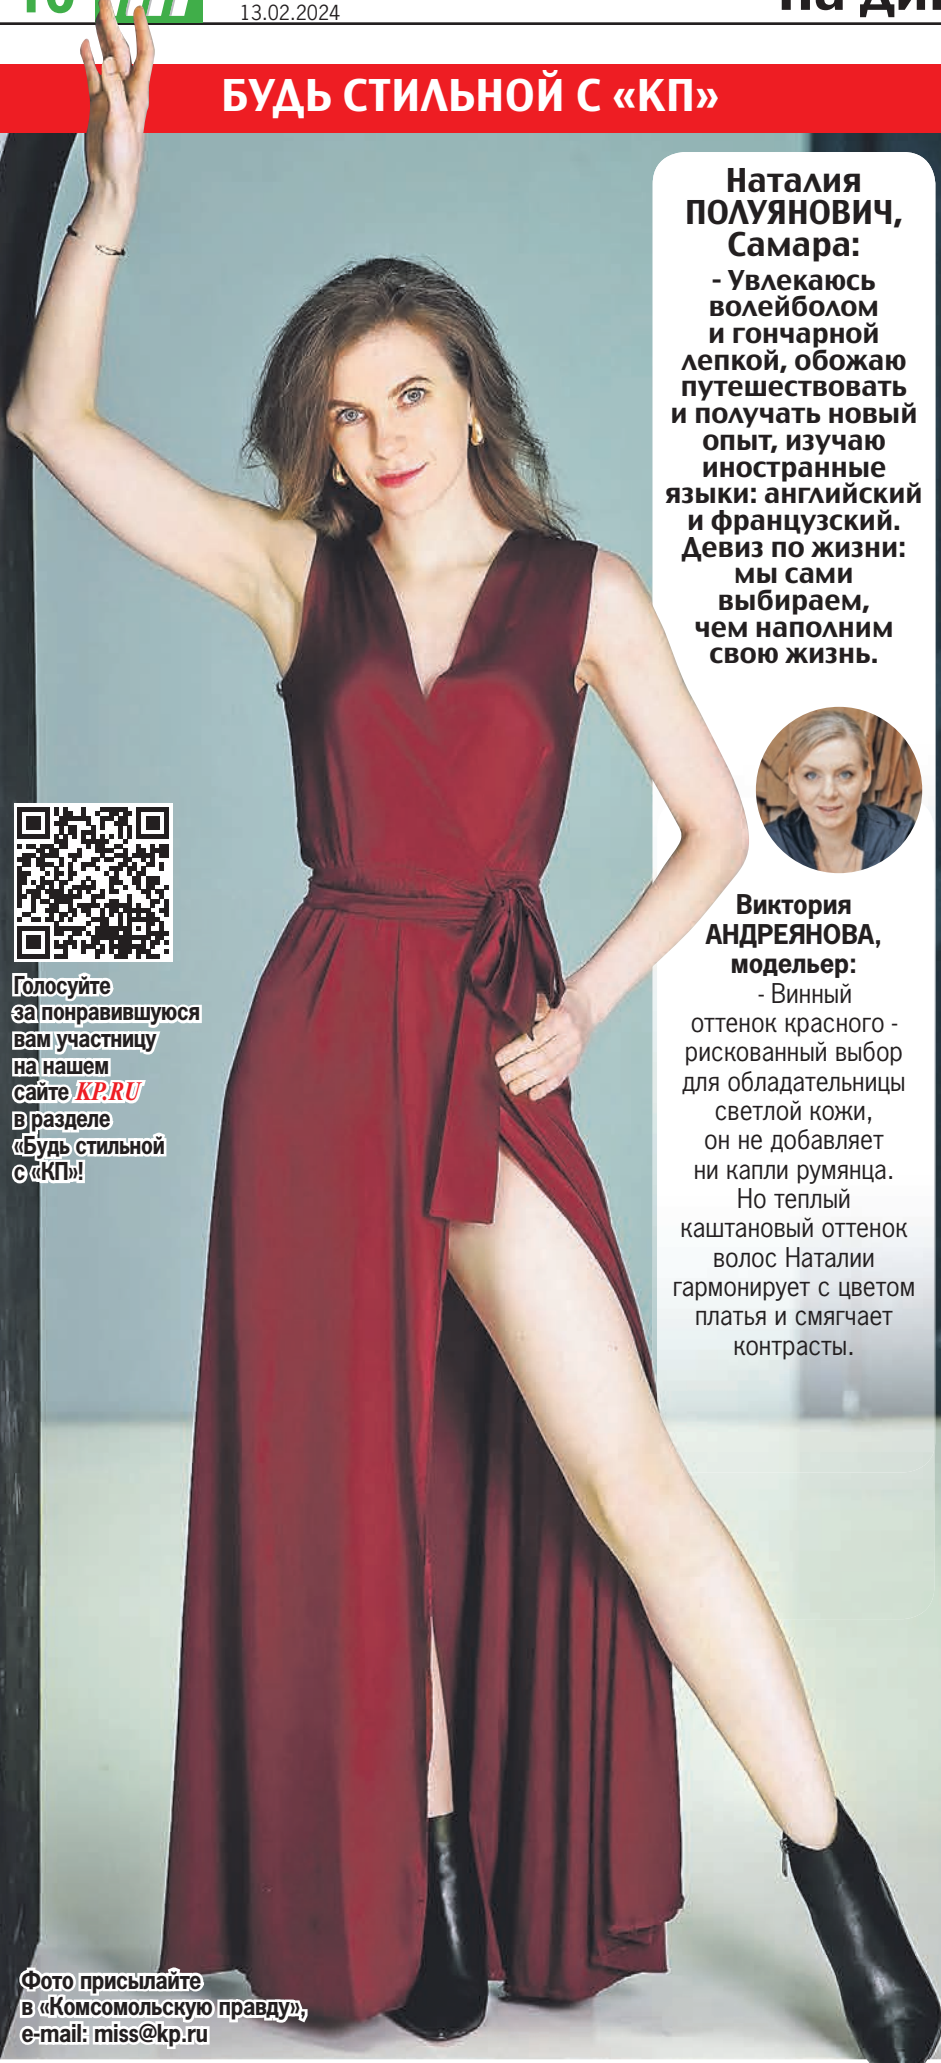 13.02.2024
БУДЬ СТИЛЬНОЙ С «КП»
Наталия
ПОЛУЯНОВИЧ,
Самара:
- Увлекаюсь
волейболом
и гончарной
лепкой, обожаю
путешествовать
и получать новый
опыт, изучаю
иностранные
языки: английский
и французский.
Девиз по жизни:
мы сами
выбираем,
чем наполним
свою жизнь.
Виктория
АНДРЕЯНОВА,
модельер:
- Винный
оттенок красного -
рискованный выбор
для обладательницы
светлой кожи,
он не добавляет
ни капли румянца.
Но теплый
каштановый оттенок
волос Наталии
гармонирует с цветом
платья и смягчает
контрасты.
Голосуйте
за понравившуюся
вам участницу
на нашем
сайте KP.RU
в разделе
«Будь стильной
с «КП»!
Фото присылайте
в «Комсомольскую правду»,
e-mail: miss@kp.ru